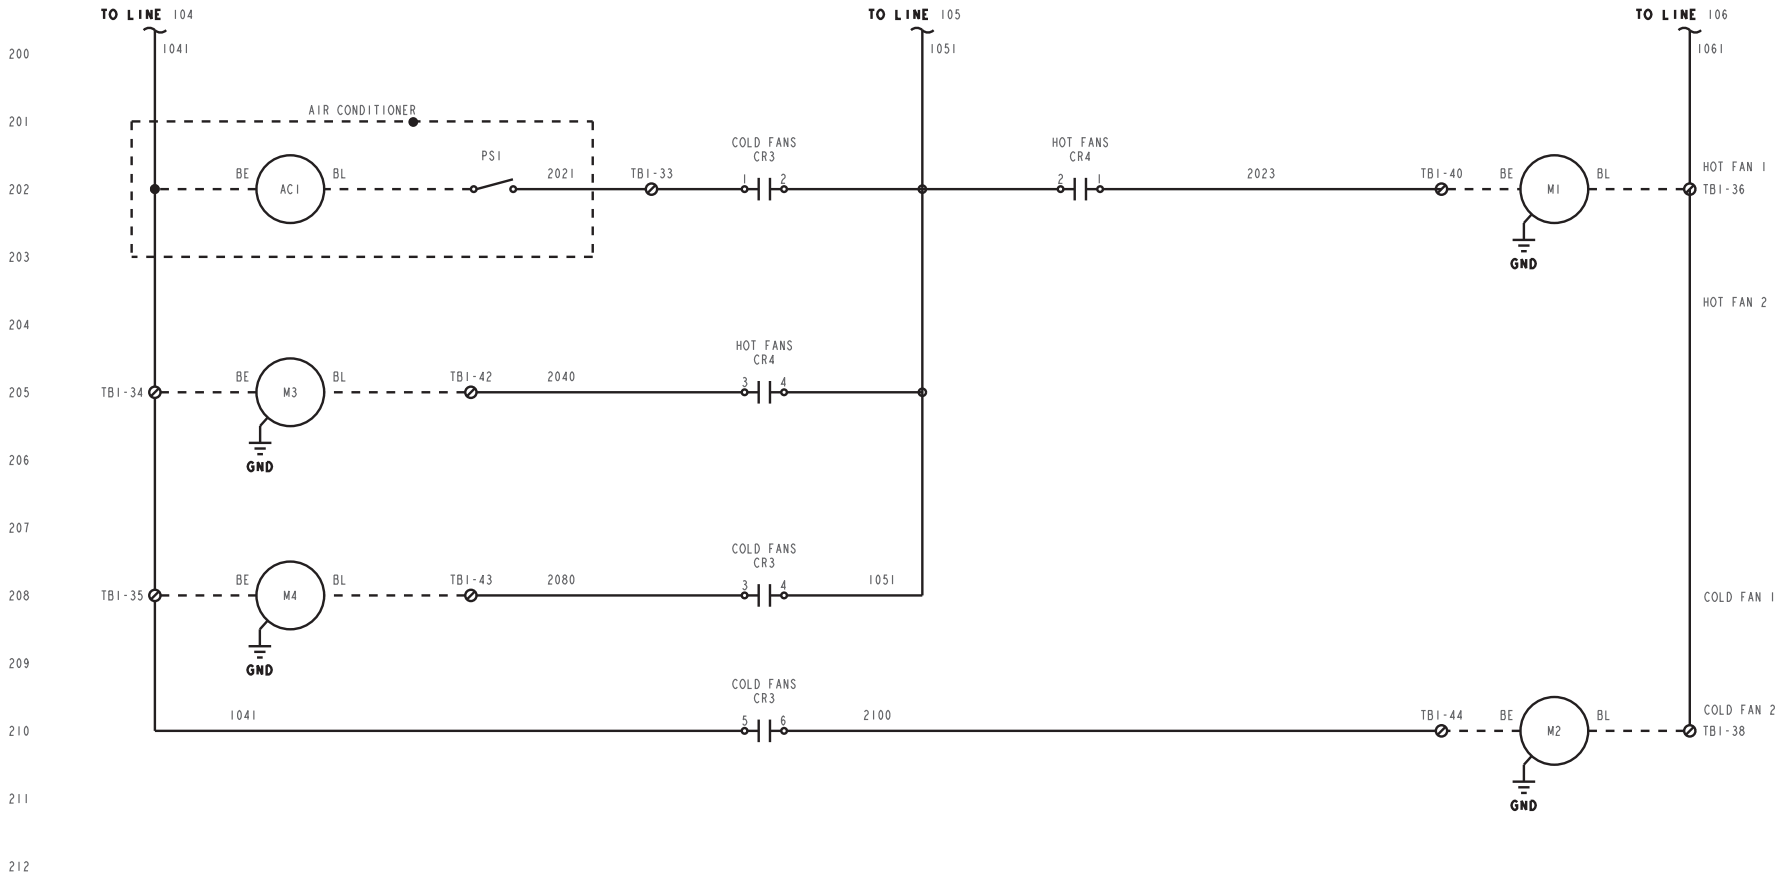 TO LINE 104
TO LINE 105
TO LINE 106
200
1041
1051
1061
201
AIR CONDITIONER
COLD FANS
CR3
HOT FANS
CR4
PS1
HOT FAN 1
202
BE
AC1
BL
2021
TB1-33
1
2
2
1
2023
TB1-40
BE
M1
BL
TB1-36
GND
203
HOT FAN 2
204
HOT FANS
CR4
205
TB1-34
BE
M3
BL
TB1-42
2040
3
4
206
GND
207
COLD FANS
CR3
208
TB1-35
BE
M4
BL
TB1-43
2080
3
4
1051
COLD FAN 1
209
GND
COLD FANS
CR3
COLD FAN 2
210
1041
5
6
2100
TB1-44
BE
M2
BL
TB1-38
211
GND
212